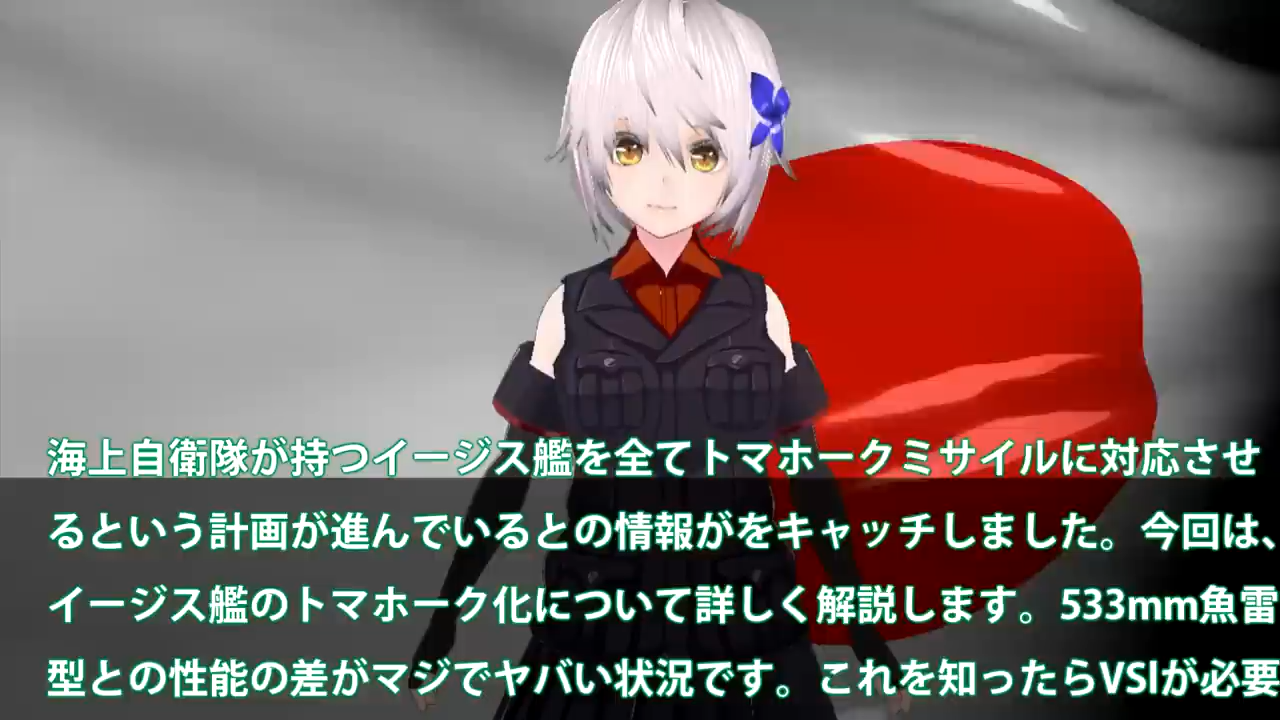 海上自衛隊が持つイージス艦を全てトマホークミサイルに対応させ
るという計画が進んでいるとの情報がをキャッチしました。今回は、
イージス艦のトマホーク化について詳しく解説します。533mm魚雷
型との性能の差がマジでヤバい状況です。これを知ったらVSlが必要